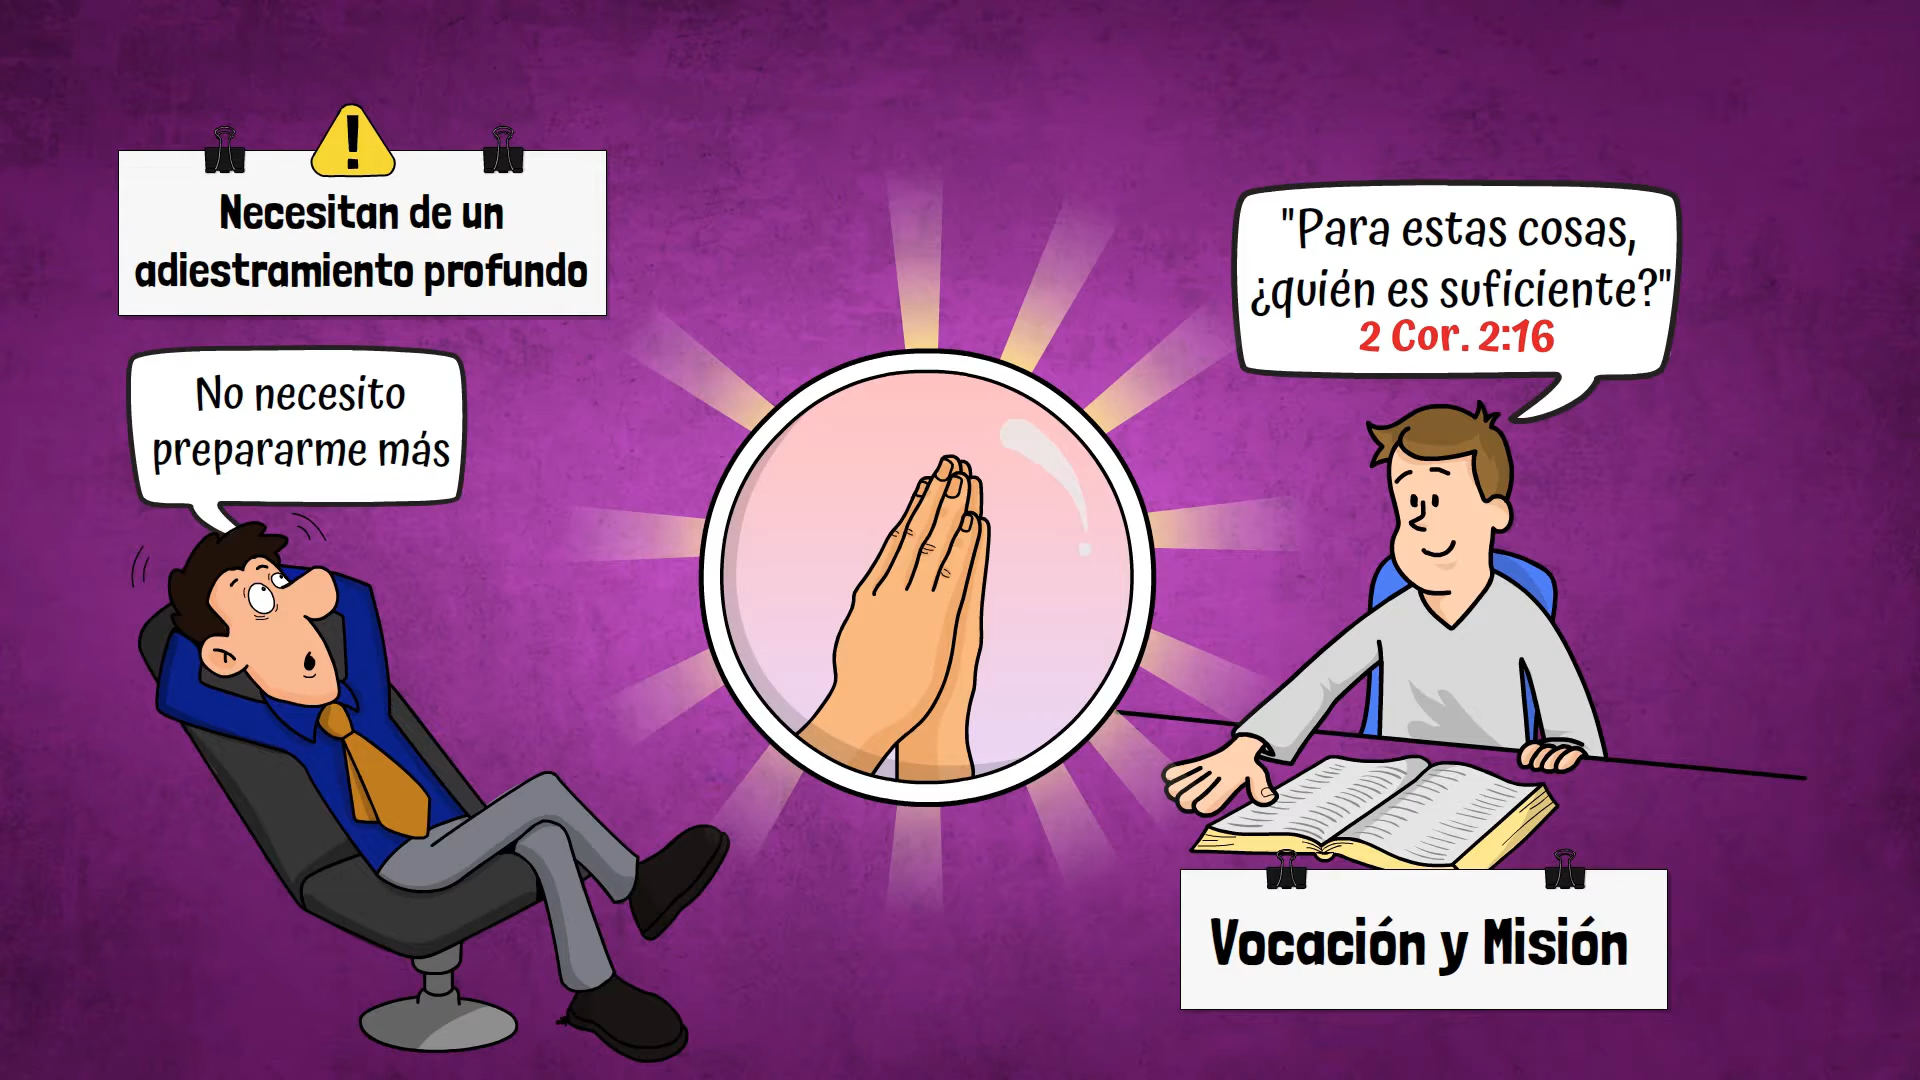 Necesitan de un
adiestramiento profundo
No necesito
prepararme más
"Para estas cosas,
¿quién es suficiente?"
2 Cor. 2:16
Vocación y Misión